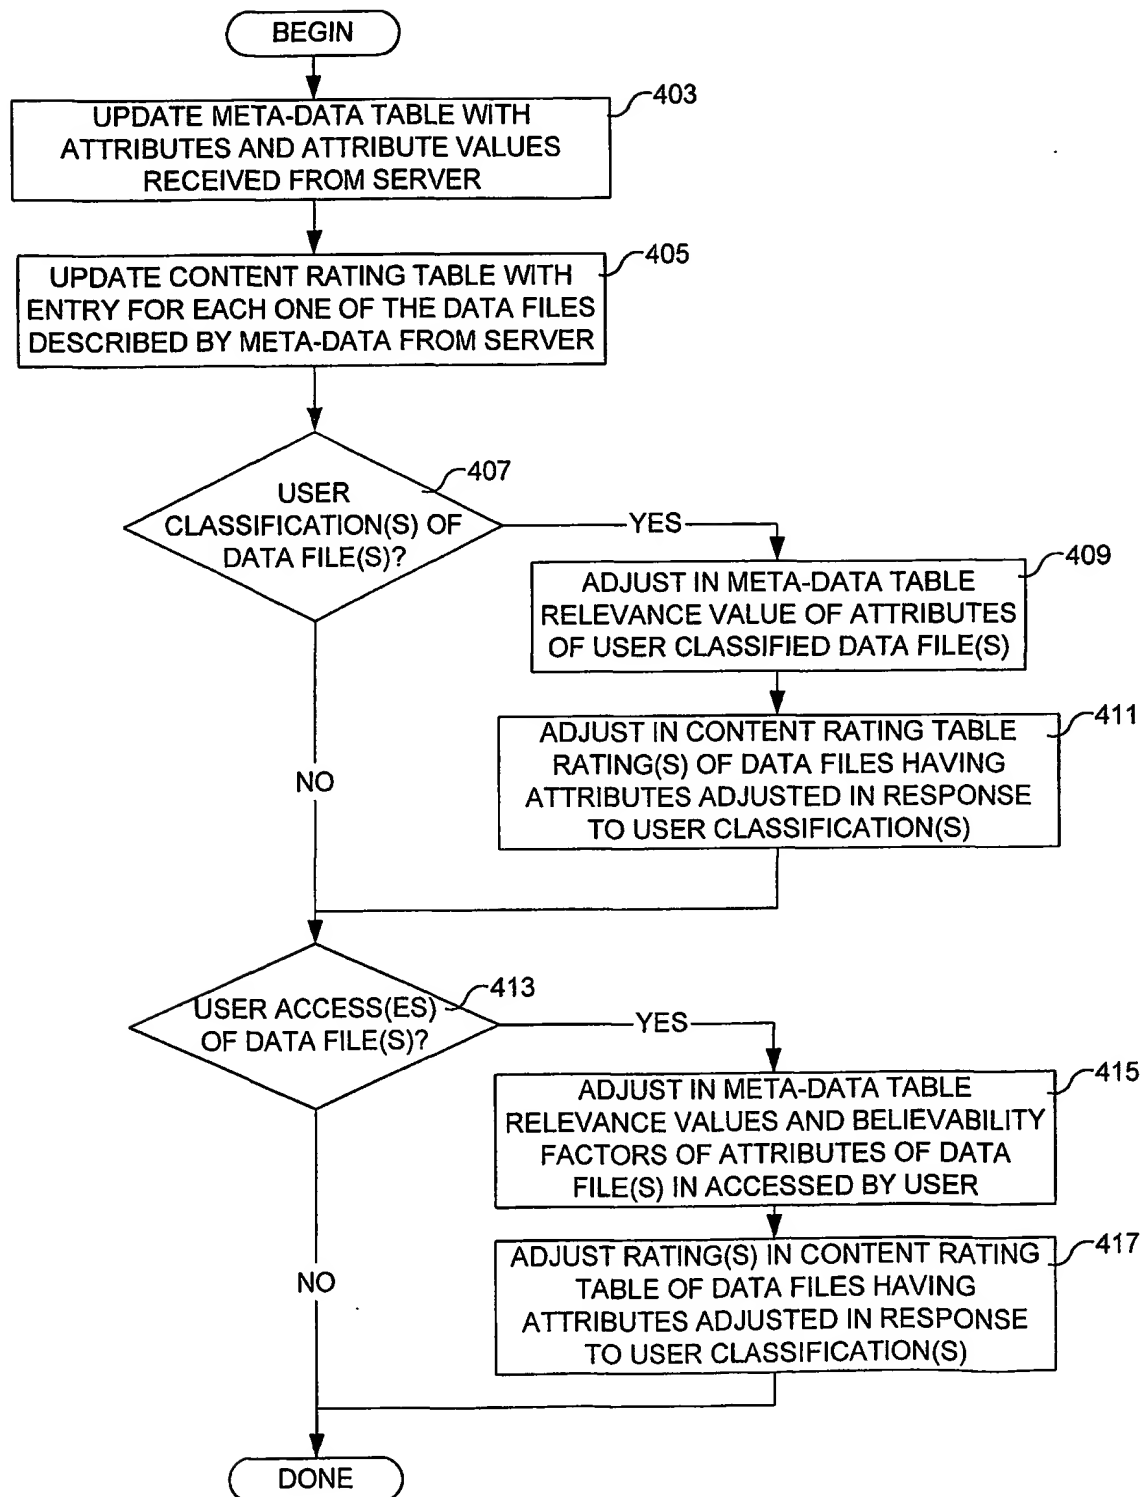 BEGIN
403
UPDATE META-DATA TABLE WITH
ATTRIBUTES AND ATTRIBUTE VALUES
RECEIVED FROM SERVER
405
UPDATE CONTENT RATING TABLE WITH
ENTRY FOR EACH ONE OF THE DATA FILES
DESCRIBED BY META-DATA FROM SERVER
407
USER
CLASSIFICATION(S) OF
DATA FILE(S)?
YES
409
ADJUST IN META-DATA TABLE
RELEVANCE VALUE OF ATTRIBUTES
OF USER CLASSIFIED DATA FILE(S)
411
ADJUST IN CONTENT RATING TABLE
RATING(S) OF DATA FILES HAVING
ATTRIBUTES ADJUSTED IN RESPONSE
TO USER CLASSIFICATION(S)
NO
413
USER ACCESS(ES)
OF DATA FILE(S)?
YES
415
ADJUST IN META-DATA TABLE
RELEVANCE VALUES AND BELIEVABILITY
FACTORS OF ATTRIBUTES OF DATA
FILE(S) IN ACCESSED BY USER
417
ADJUST RATING(S) IN CONTENT RATING
TABLE OF DATA FILES HAVING
ATTRIBUTES ADJUSTED IN RESPONSE
TO USER CLASSIFICATION(S)
NO
DONE